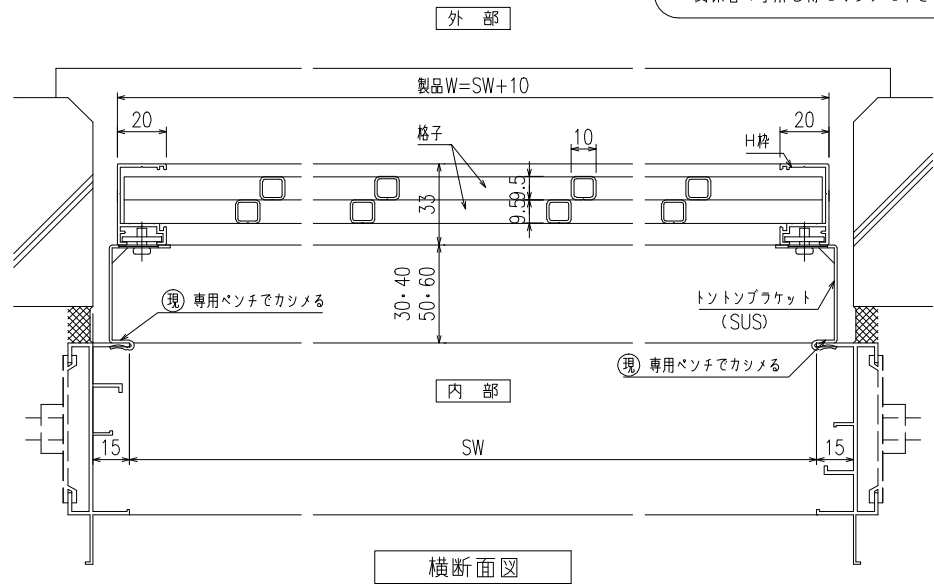 外 部
製品W=SW+10
20
格子
10
20
H枠
33
9.5
9.5
30・40
50・60
現 専用ペンチでカシメる
トントンブラケット
(SUS)
現 専用ペンチでカシメる
内 部
15
SW
15
横断面図